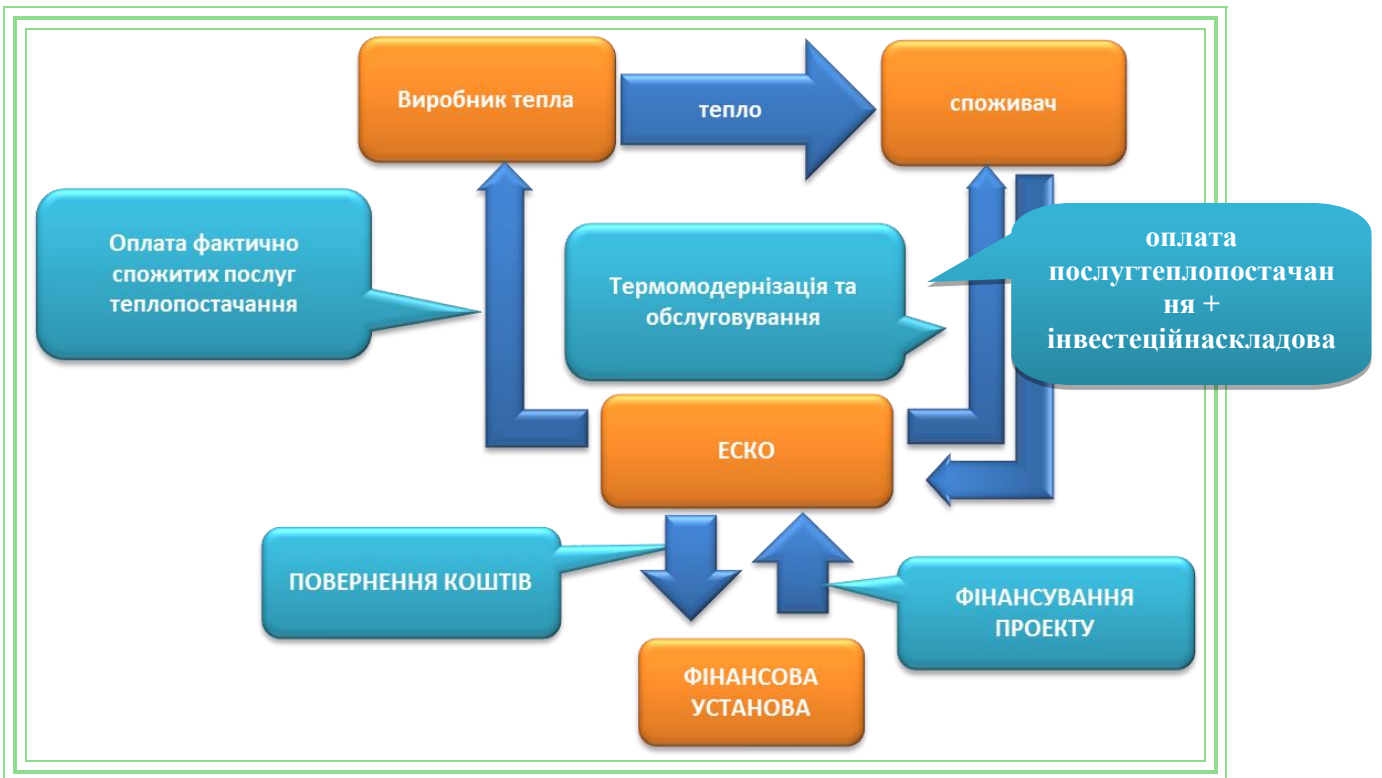 Виробник тепла
тепло
споживач
Оплата фактично
спожитих послуг
теплопостачання
Термомодернізація та
обслуговування
оплата
послугтеплопостачан
ня +
інвестеційнаскладова
ЕСКО
ПОВЕРНЕННЯ КОШТІВ
ФІНАНСУВАННЯ
ПРОЕКТУ
ФІНАНСОВА
УСТАНОВА